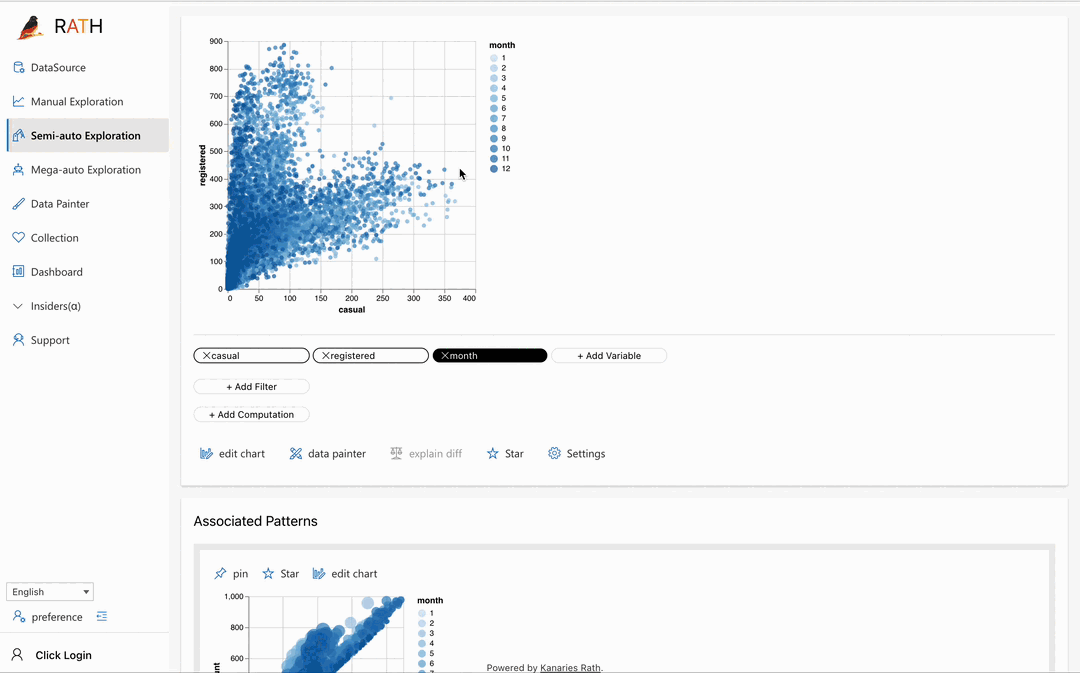 RATH
DataSource
Manual Exploration
Semi-auto Exploration
Mega-auto Exploration
Data Painter
Collection
Dashboard
Insiders(α)
Support
English
preference
Click Login
900
800
700
600
500
400
300
200
100
0
registered
0 50 100 150 200 250 300 350 400
casual
month
1
2
3
4
5
6
7
8
9
10
11
12
casual registered month + Add Variable
+ Add Filter
+ Add Computation
edit chart data painter explain diff Star Settings
Associated Patterns
pin Star edit chart
1,000
800
600
month
1
2
3
4
5
6
Powered by Kanaries Rath.